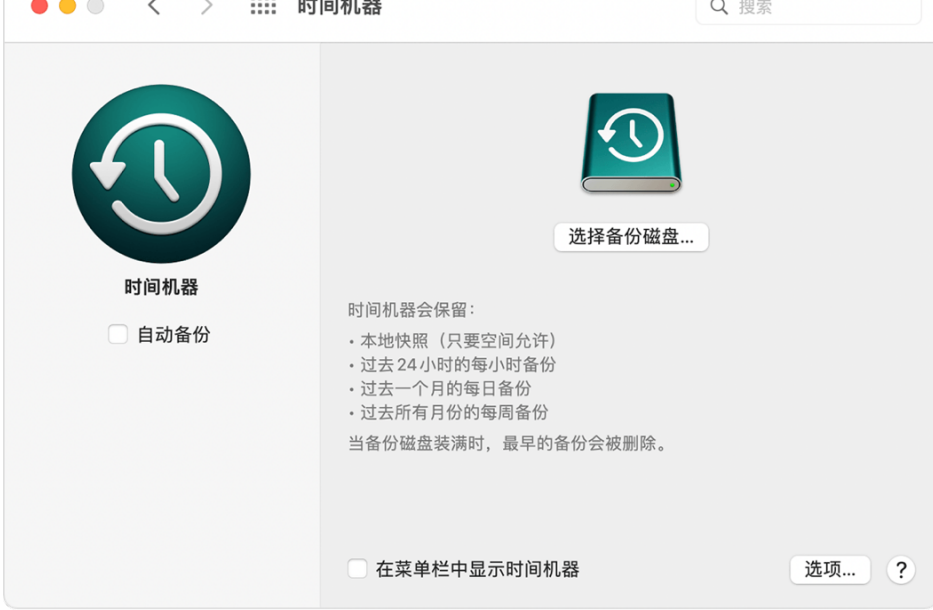 时间机器
搜索
时间机器
自动备份
选择备份磁盘...
时间机器会保留：
• 本地快照（只要空间允许）
• 过去24小时的每小时备份
• 过去一个月的每日备份
• 过去所有月份的每周备份
当备份磁盘装满时，最早的备份会被删除。
在菜单栏中显示时间机器
选项...
?